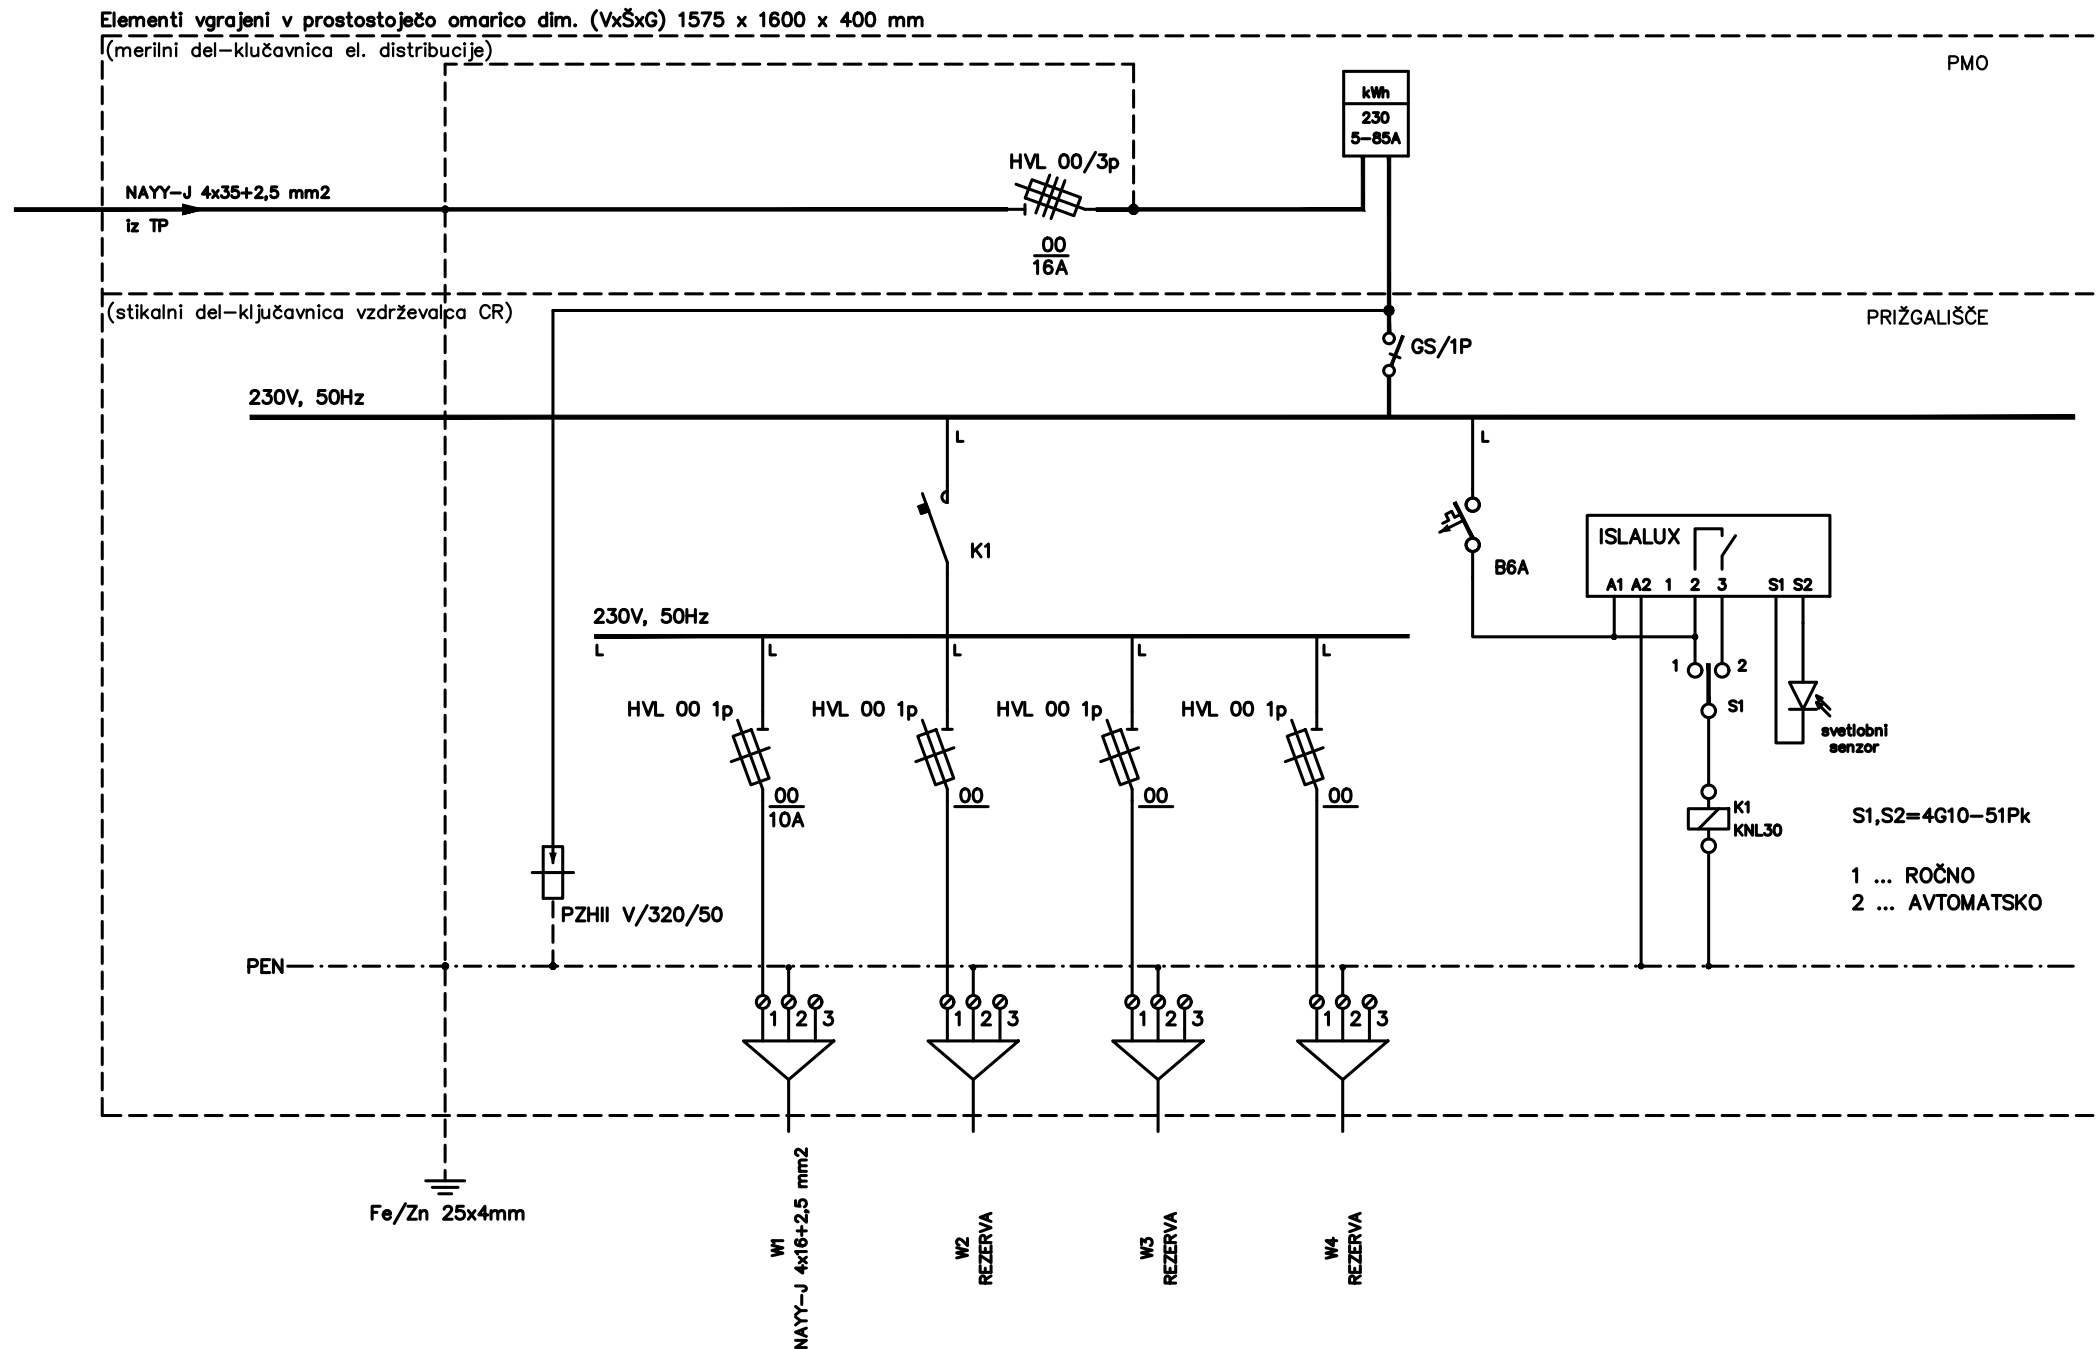 Elementi vgrajeni v prostostoječo omarico dim. (VxŠxG) 1575 x 1600 x 400 mm
(merilni del-klučavnica el. distribucije)
PMO
kWh
230
5-85A
HVL 00/3p
NAYY-J 4x35+2,5 mm2
iz TP
00
16A
(stikalni del-ključavnica vzdrževalca CR)
PRIŽGALIŠČE
GS/1P
230V, 50Hz
L
L
K1
B6A
ISLALUX
A1 A2 1 2 3 S1 S2
230V, 50Hz
L
L
L
L
L
1
2
S1
svetlobni
senzor
HVL 00 1p
HVL 00 1p
HVL 00 1p
HVL 00 1p
00
10A
00
00
00
K1
KNL30
S1,S2=4G10-51Pk
1 ... ROČNO
2 ... AVTOMATSKO
PZHII V/320/50
PEN
1 2 3
1 2 3
1 2 3
1 2 3
Fe/Zn 25x4mm
W1
NAYY-J 4x16+2,5 mm2
W2
REZERVA
W3
REZERVA
W4
REZERVA